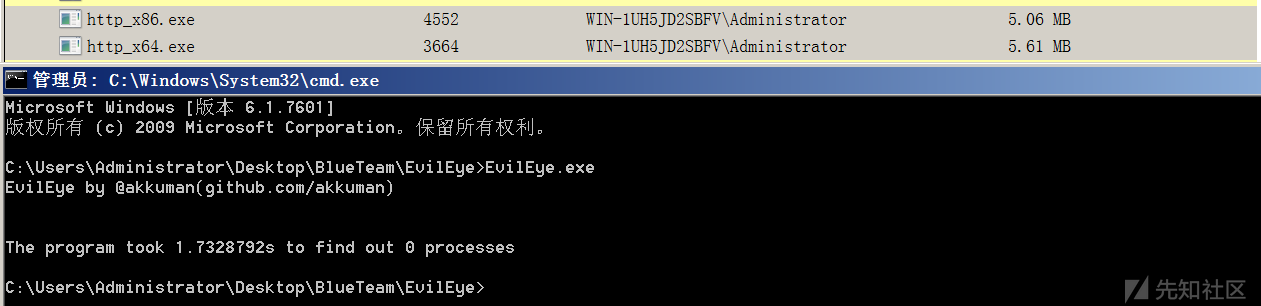 http_x86.exe 4552 WIN-1UH5JD2SBFV\Administrator 5.06 MB
http_x64.exe 3664 WIN-1UH5JD2SBFV\Administrator 5.61 MB
管理员: C:\Windows\System32\cmd.exe
Microsoft Windows [版本 6.1.7601]
版权所有 (c) 2009 Microsoft Corporation。保留所有权利。
C:\Users\Administrator\Desktop\BlueTeam\EvilEye>EvilEye.exe
EvilEye by @akkuman(github.com/akkuman)
The program took 1.7328792s to find out 0 processes
C:\Users\Administrator\Desktop\BlueTeam\EvilEye>
先知社区